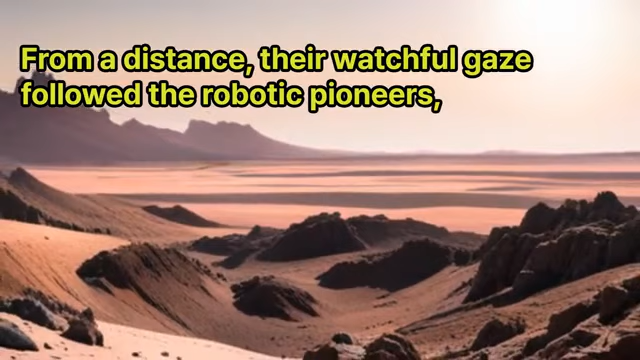 From a distance, their watchful gaze
followed the robotic pioneers,